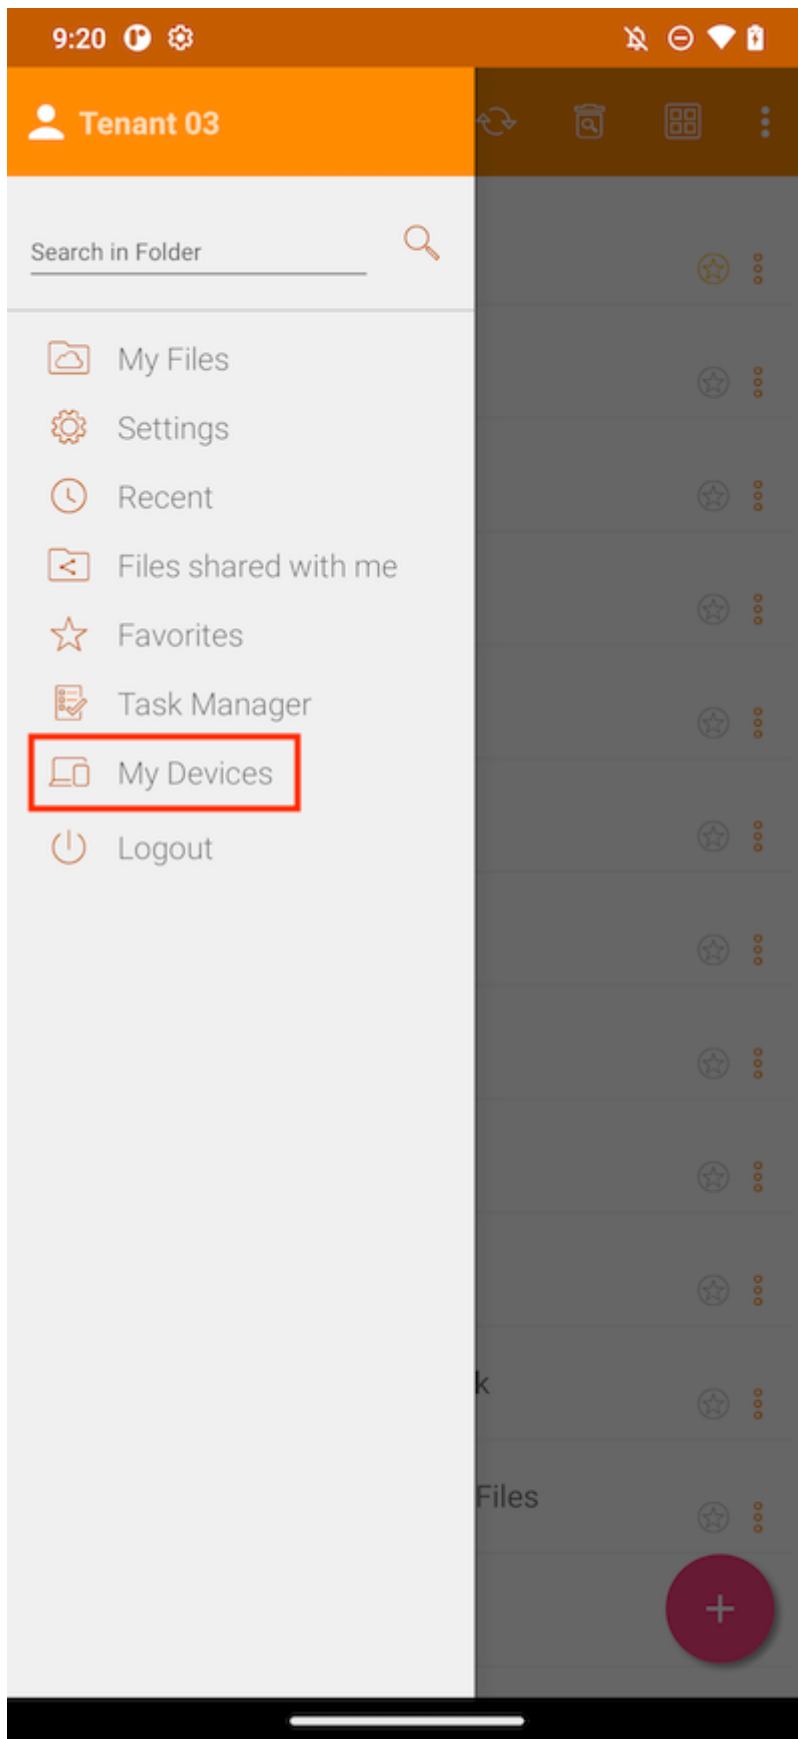 9:20
Tenant 03
Search in Folder
My Files
Settings
Recent
Files shared with me
Favorites
Task Manager
My Devices
Logout
k
Files